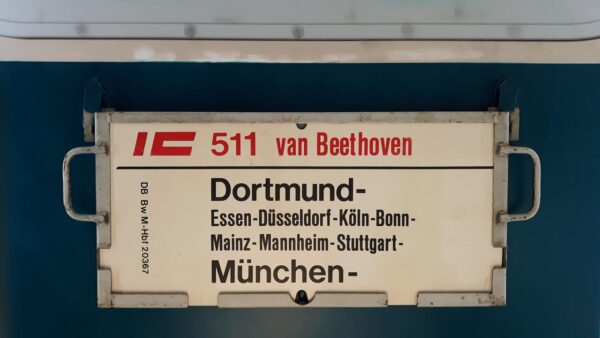 IC 511 van Beethoven
Dortmund-
Essen-Düsseldorf-Köln-Bonn-
Mainz-Mannheim-Stuttgart-
München-
DB Bw M-Hbf 20367